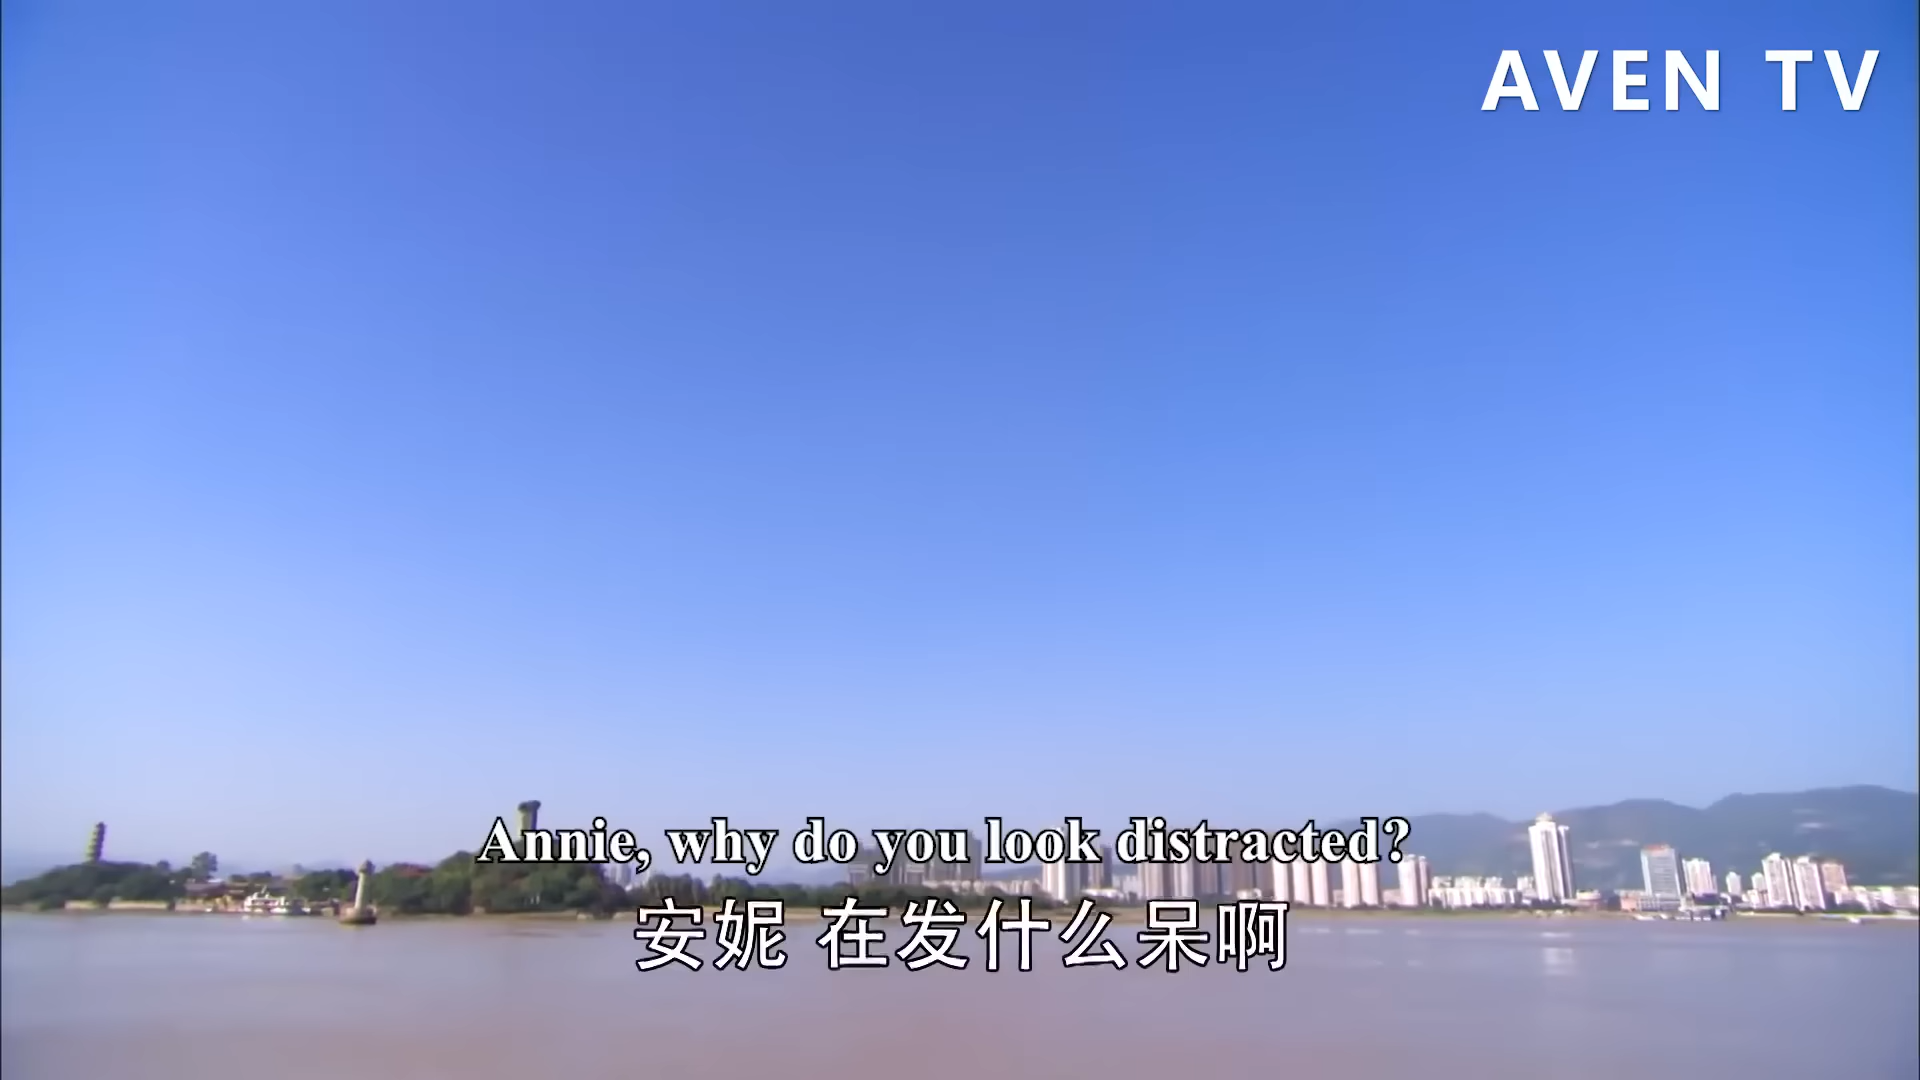 AVEN TV
Annie, why do you look distracted?
安妮 在发什么呆啊